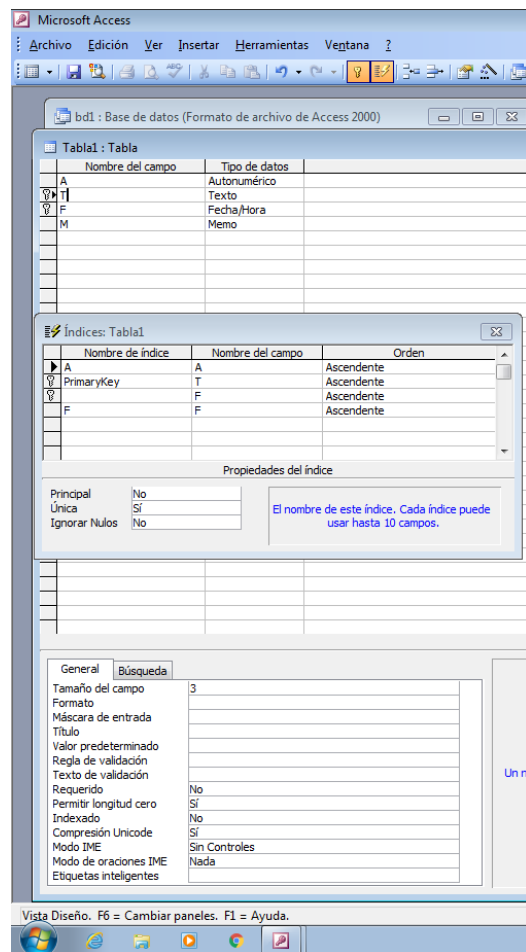 Microsoft Access
Archivo Edición Ver Insertar Herramientas Ventana ?
bd1 : Base de datos (Formato de archivo de Access 2000)
Tabla1 : Tabla
Nombre del campo Tipo de datos
A Autonumérico
T Texto
F Fecha/Hora
M Memo
Índices: Tabla1
Nombre de índice Nombre del campo Orden
A A Ascendente
PrimaryKey T Ascendente
F Ascendente
F F Ascendente
Propiedades del índice
Principal No
Única Sí
Ignorar Nulos No
El nombre de este índice. Cada índice puede
usar hasta 10 campos.
General Búsqueda
Tamaño del campo 3
Formato
Máscara de entrada
Título
Valor predeterminado
Regla de validación
Texto de validación
Un n
Requerido No
Permitir longitud cero Sí
Indexado No
Compresión Unicode Sí
Modo IME Sin Controles
Modo de oraciones IME Nada
Etiquetas inteligentes
Vista Diseño. F6 = Cambiar paneles. F1 = Ayuda.